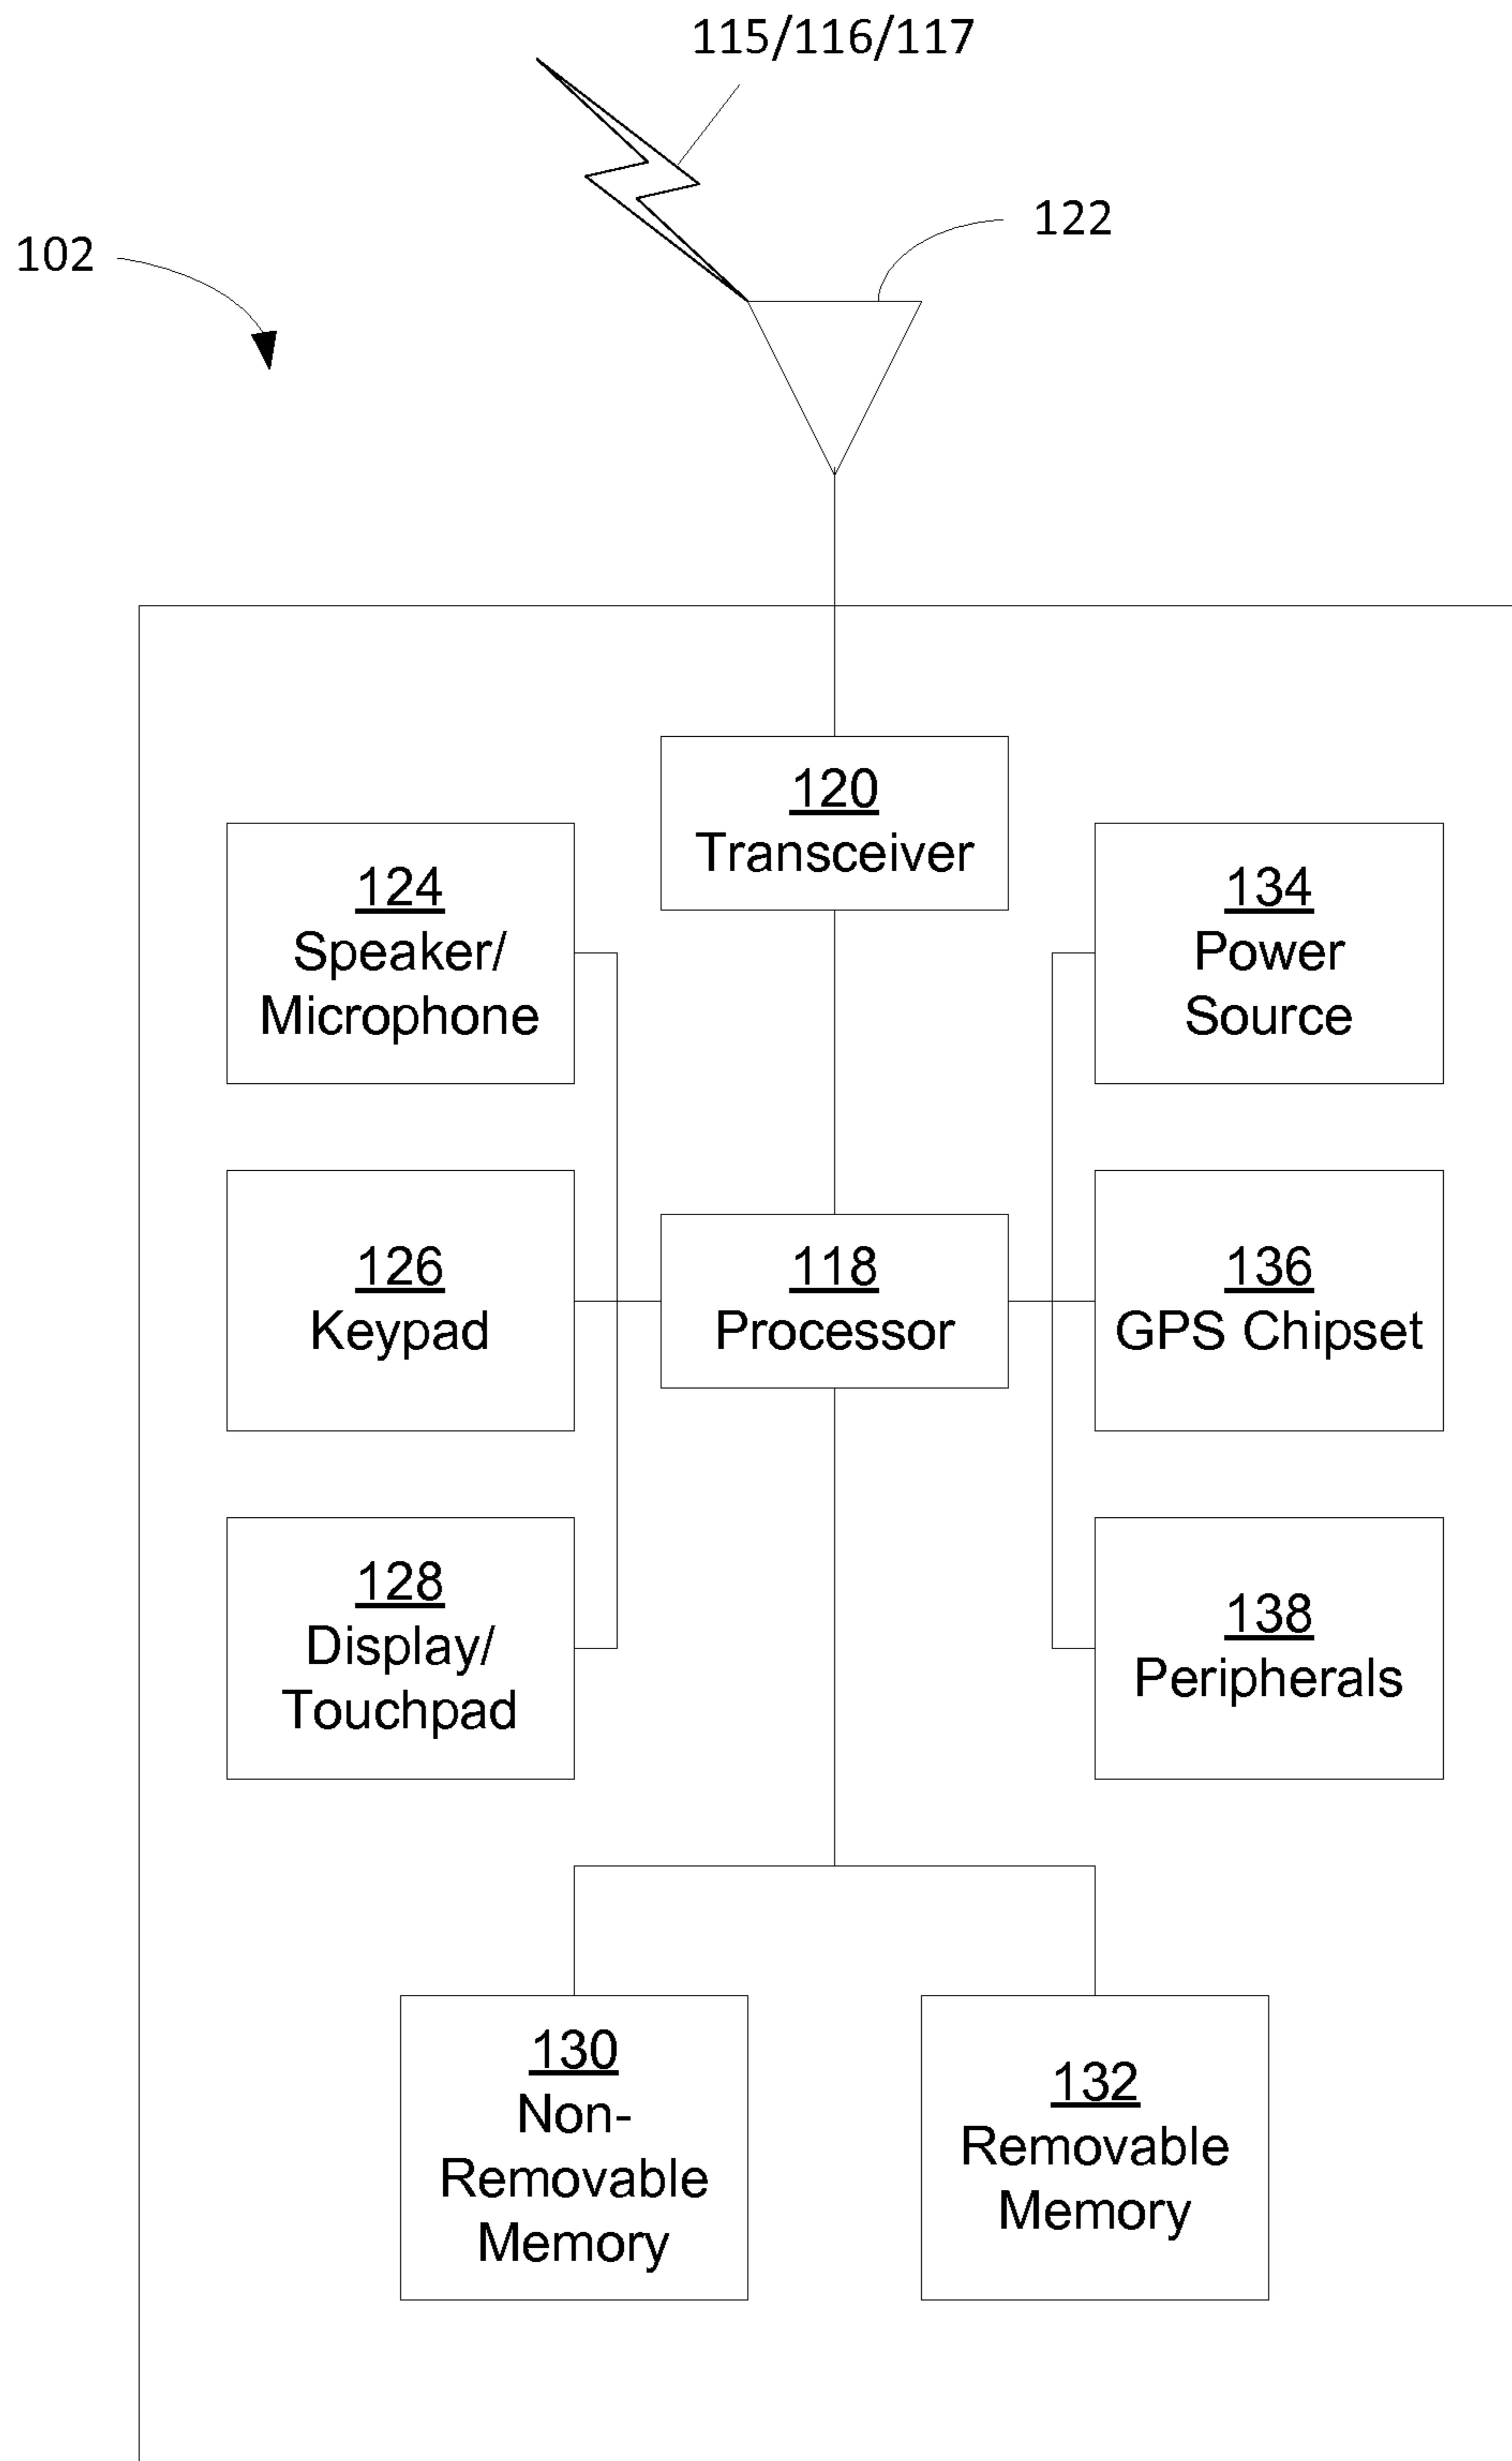 115/116/117
122
102
120
Transceiver
124
Speaker/
Microphone
134
Power
Source
126
Keypad
118
Processor
136
GPS Chipset
128
Display/
Touchpad
138
Peripherals
130
Non-
Removable
Memory
132
Removable
Memory